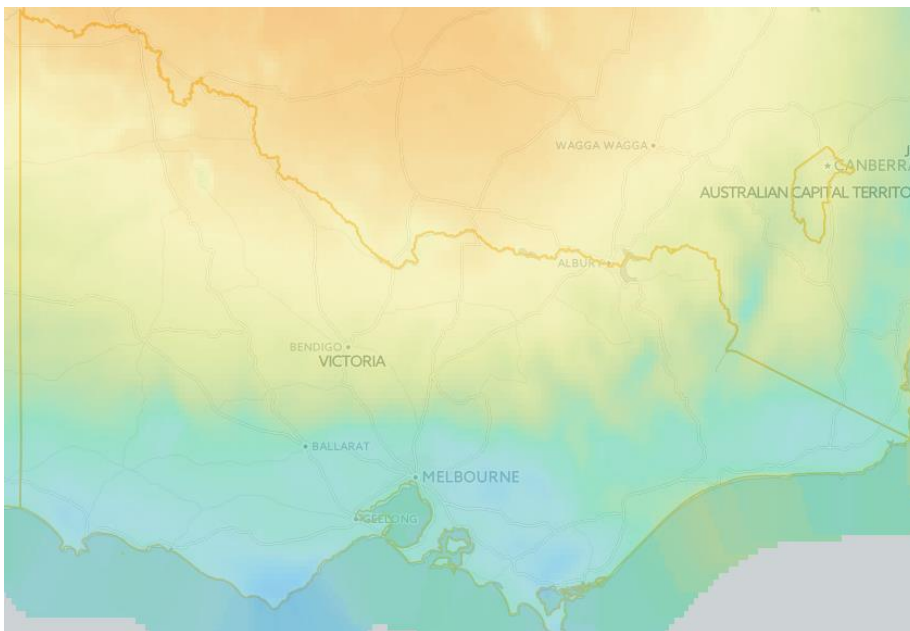 WAGGA WAGGA
CANBERRA
AUSTRALIAN CAPITAL TERRITO
ALBURY
BENDIGO
VICTORIA
BALLARAT
MELBOURNE
GEELONG